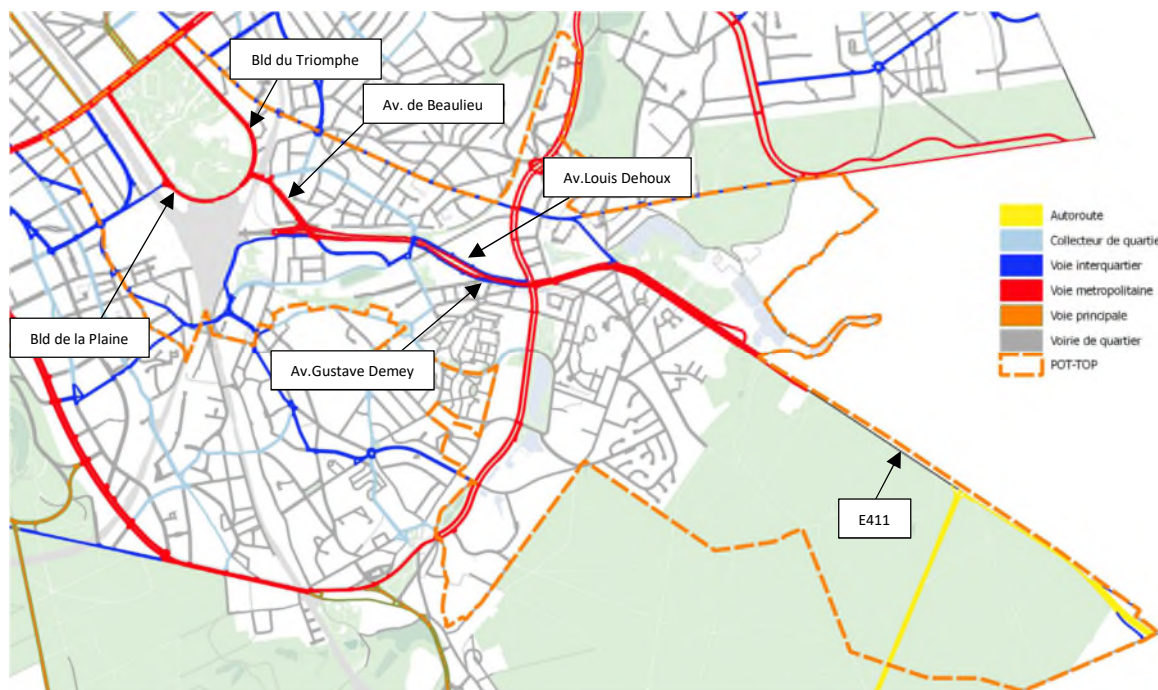 Bld du Triomphe
Av. de Beaulieu
Av.Louis Dehoux
Bld de la Plaine
Av.Gustave Demey
E411
Autoroute
Collecteur de quartie
Voie interquartier
Voie metropolitaine
Voie principale
Voirie de quartier
POT-TOP